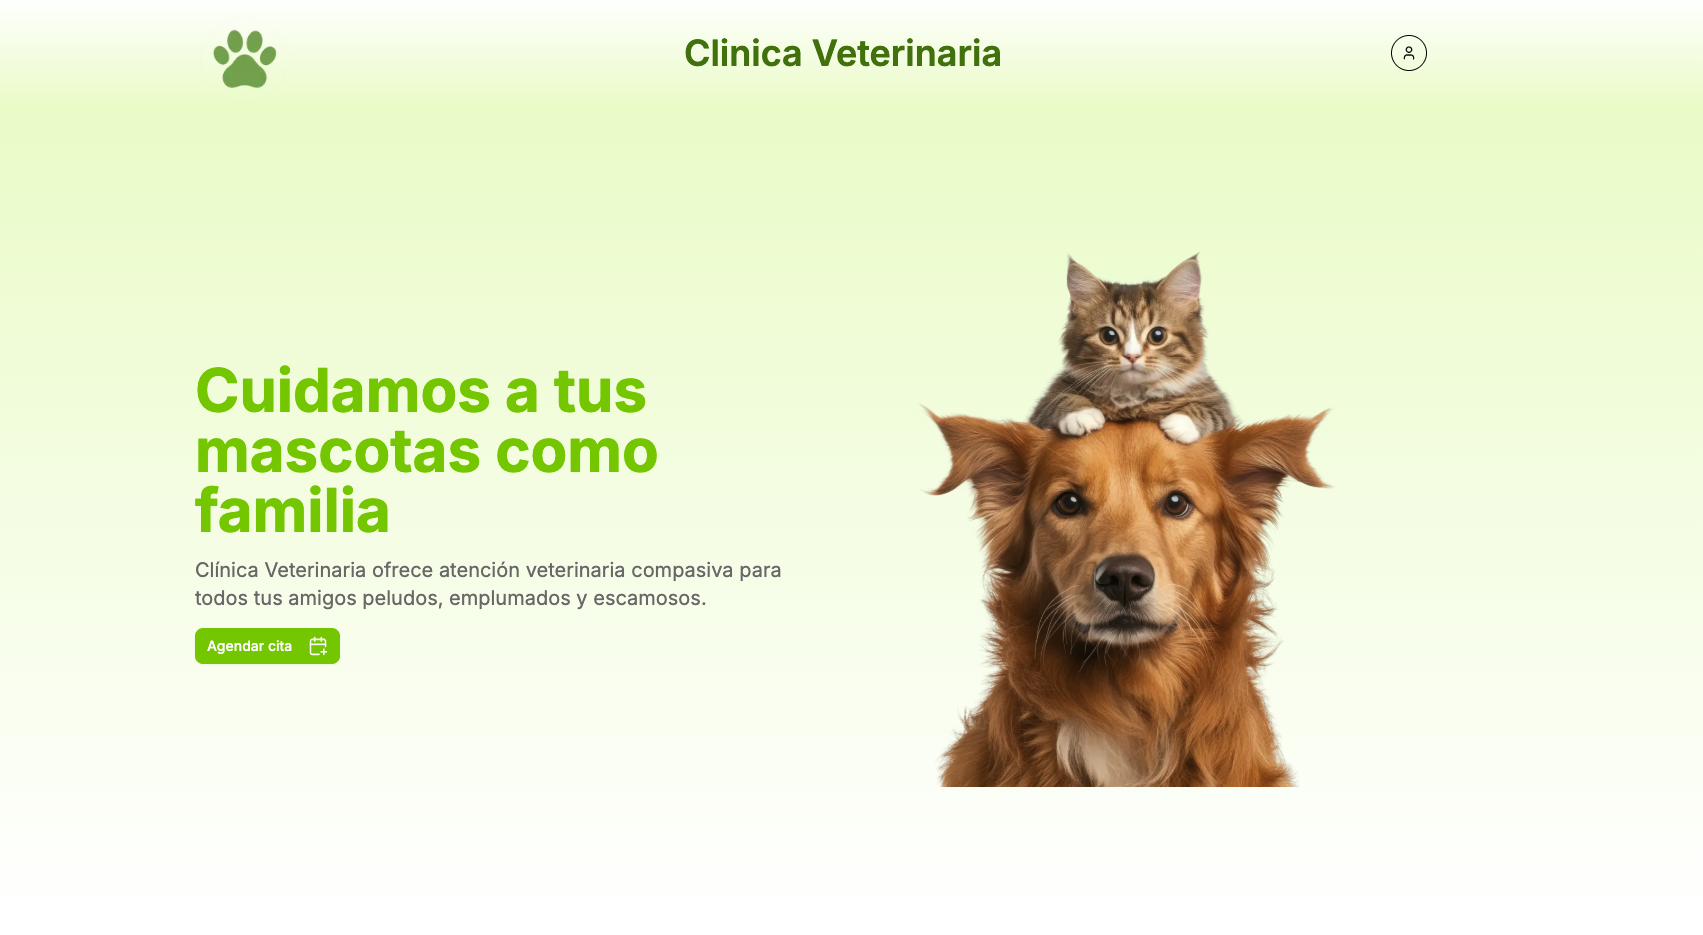 Clinica Veterinaria
Cuidamos a tus
mascotas como
familia
Clínica Veterinaria ofrece atención veterinaria compasiva para
todos tus amigos peludos, emplumados y escamosos.
Agendar cita